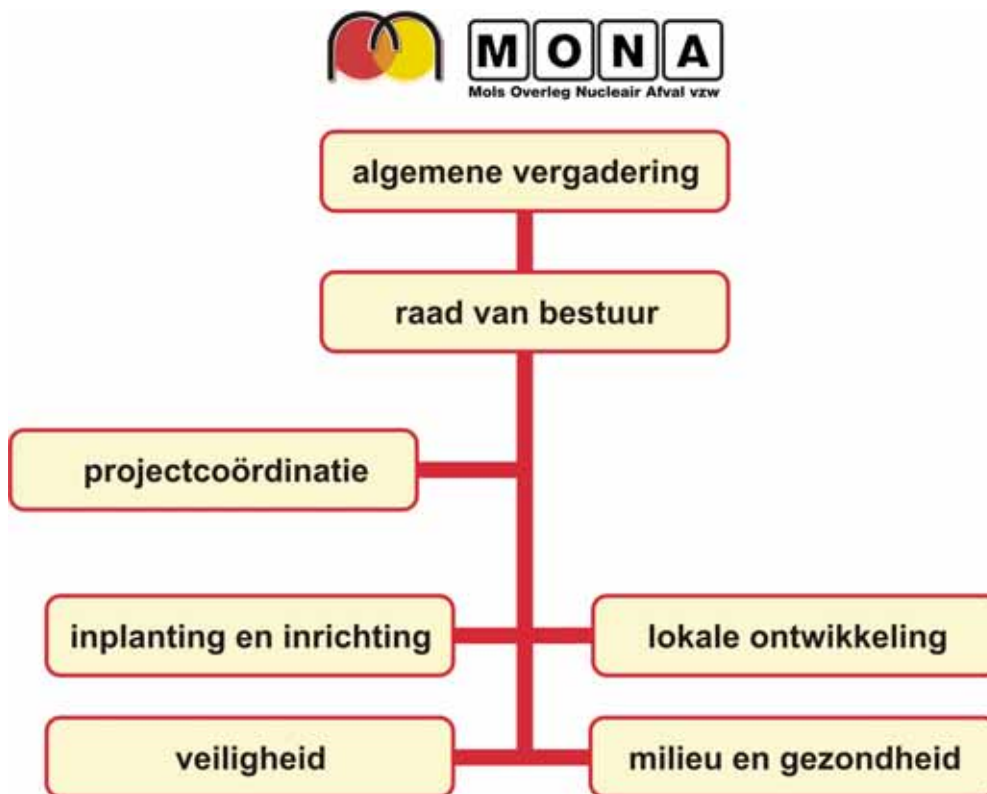 MONA
Mols Overleg Nucleair Afval vzw
algemene vergadering
raad van bestuur
projectcoördinatie
inplanting en inrichting
lokale ontwikkeling
veiligheid
milieu en gezondheid